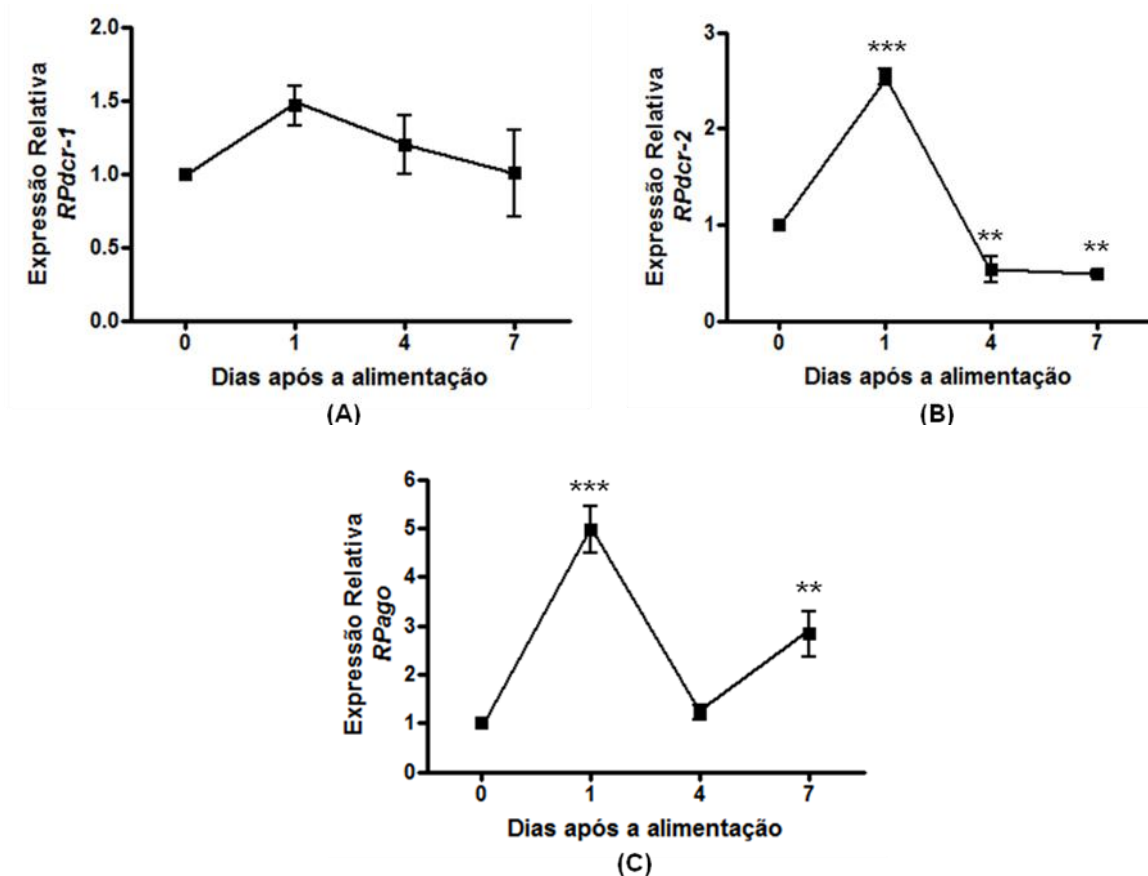 Expressão Relativa
RPdcr-1
2.0
1.5
1.0
0.5
0.0
0 1 4 7
Dias após a alimentação
(A)
Expressão Relativa
RPdcr-2
3
2
1
0
***
**
**
0 1 4 7
Dias após a alimentação
(B)
Expressão Relativa
RPago
6
5
4
3
2
1
0
***
**
0 1 4 7
Dias após a alimentação
(C)